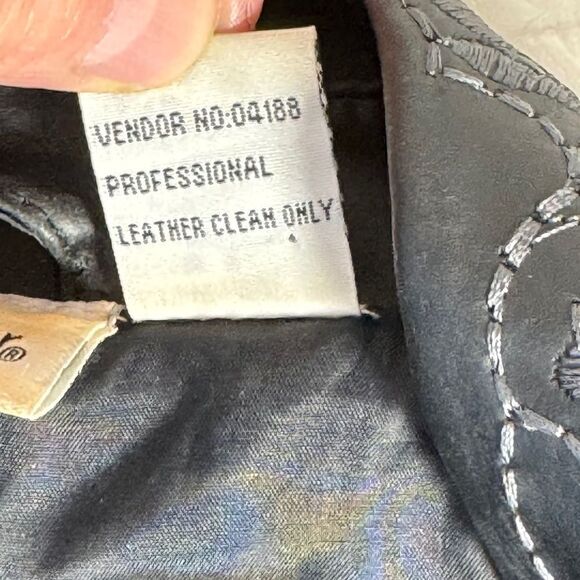 VENDOR NO:04188
PROFESSIONAL
LEATHER CLEAN ONLY
r®